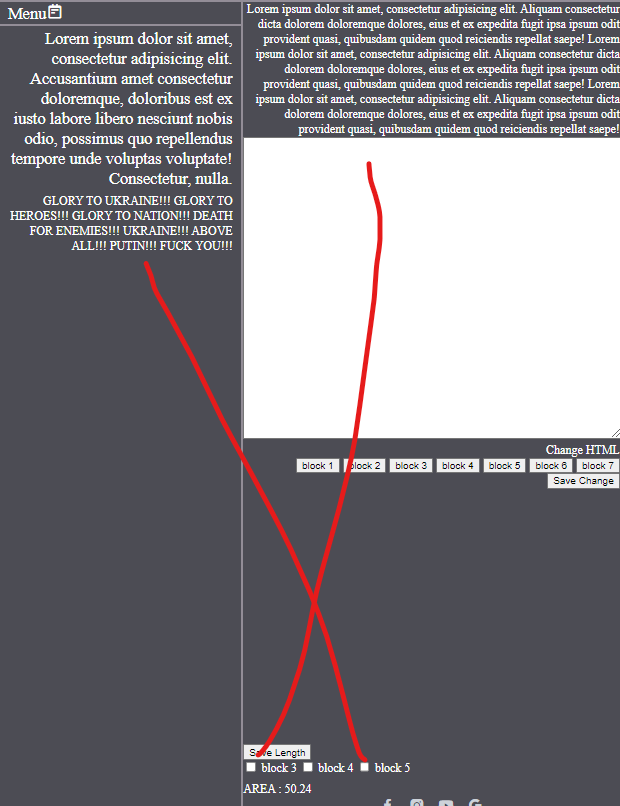 Menu
Lorem ipsum dolor sit amet,
consectetur adipisicing elit.
Accusantium amet consectetur
doloremque, doloribus est ex
iusto labore libero nesciunt nobis
odio, possimus quo repellendus
tempore unde voluptas voluptate!
Consectetur, nulla.
GLORY TO UKRAINE!!! GLORY TO
HEROES!!! GLORY TO NATION!!! DEATH
FOR ENEMIES!!! UKRAINE!!! ABOVE
ALL!!! PUTIN!!! FUCK YOU!!!
Lorem ipsum dolor sit amet, consectetur adipisicing elit. Aliquam consectetur
dicta dolorem doloremque dolores, eius et ex expedita fugit ipsa ipsum odit
provident quasi, quibusdam quidem quod reiciendis repellat saepe! Lorem
ipsum dolor sit amet, consectetur adipisicing elit. Aliquam consectetur dicta
dolorem doloremque dolores, eius et ex expedita fugit ipsa ipsum odit
provident quasi, quibusdam quidem quod reiciendis repellat saepe! Lorem
ipsum dolor sit amet, consectetur adipisicing elit. Aliquam consectetur dicta
dolorem doloremque dolores, eius et ex expedita fugit ipsa ipsum odit
provident quasi, quibusdam quidem quod reiciendis repellat saepe!
Change HTML
block 1 block 2 block 3 block 4 block 5 block 6 block 7
Save Change
Save Length
block 3 block 4 block 5
AREA : 50.24